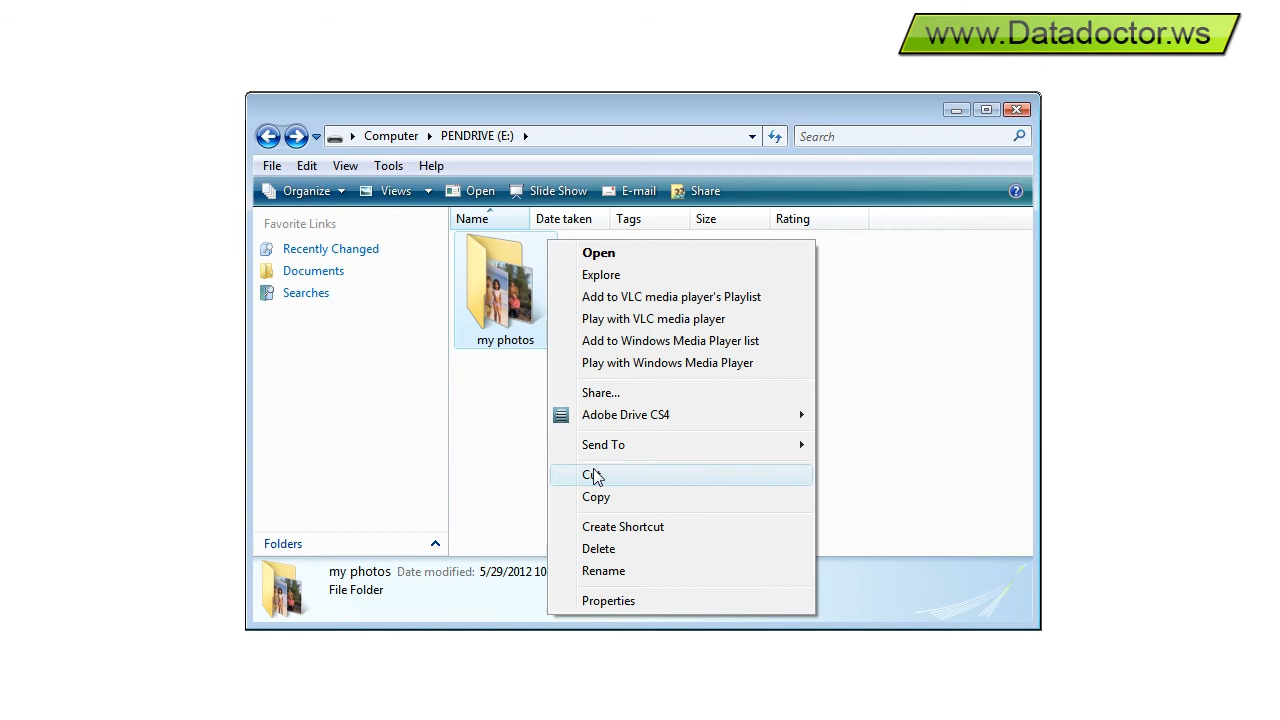 www.Datadoctor.ws
Computer PENDRIVE (E:)
Search
File Edit View Tools Help
Organize Views Open Slide Show E-mail Share
Favorite Links
Name Date taken Tags Size Rating
Recently Changed
Documents
Searches
my photos
Open
Explore
Add to VLC media player's Playlist
Play with VLC media player
Add to Windows Media Player list
Play with Windows Media Player
Share...
Adobe Drive CS4
Send To
Cut
Copy
Create Shortcut
Delete
Rename
Properties
Folders
my photos Date modified: 5/29/2012 10
File Folder